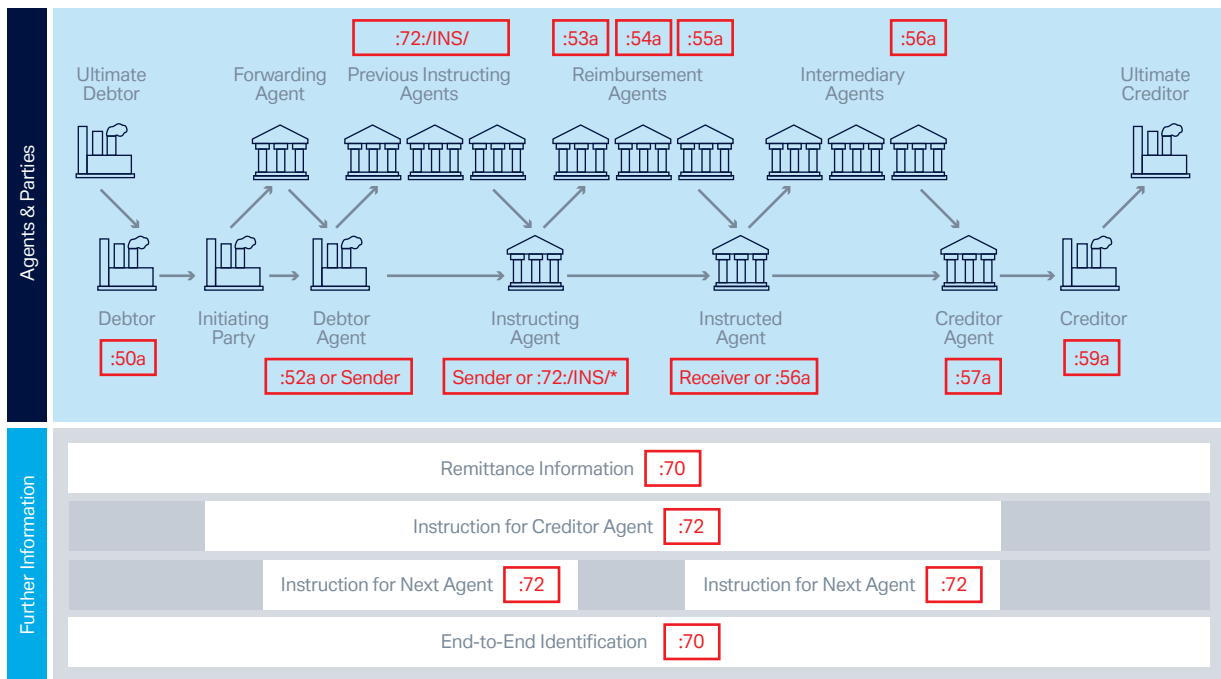 Agents & Parties
:72:/INS/
:53a
:54a
:55a
:56a
Ultimate
Debtor
Forwarding
Agent
Previous Instructing
Agents
Reimbursement
Agents
Intermediary
Agents
Ultimate
Creditor
Debtor
:50a
Initiating
Party
Debtor
Agent
:52a or Sender
Instructing
Agent
Sender or :72:/INS/*
Instructed
Agent
Receiver or :56a
Creditor
Agent
:57a
Creditor
:59a
Further Information
Remittance Information :70
Instruction for Creditor Agent :72
Instruction for Next Agent :72
Instruction for Next Agent :72
End-to-End Identification :70